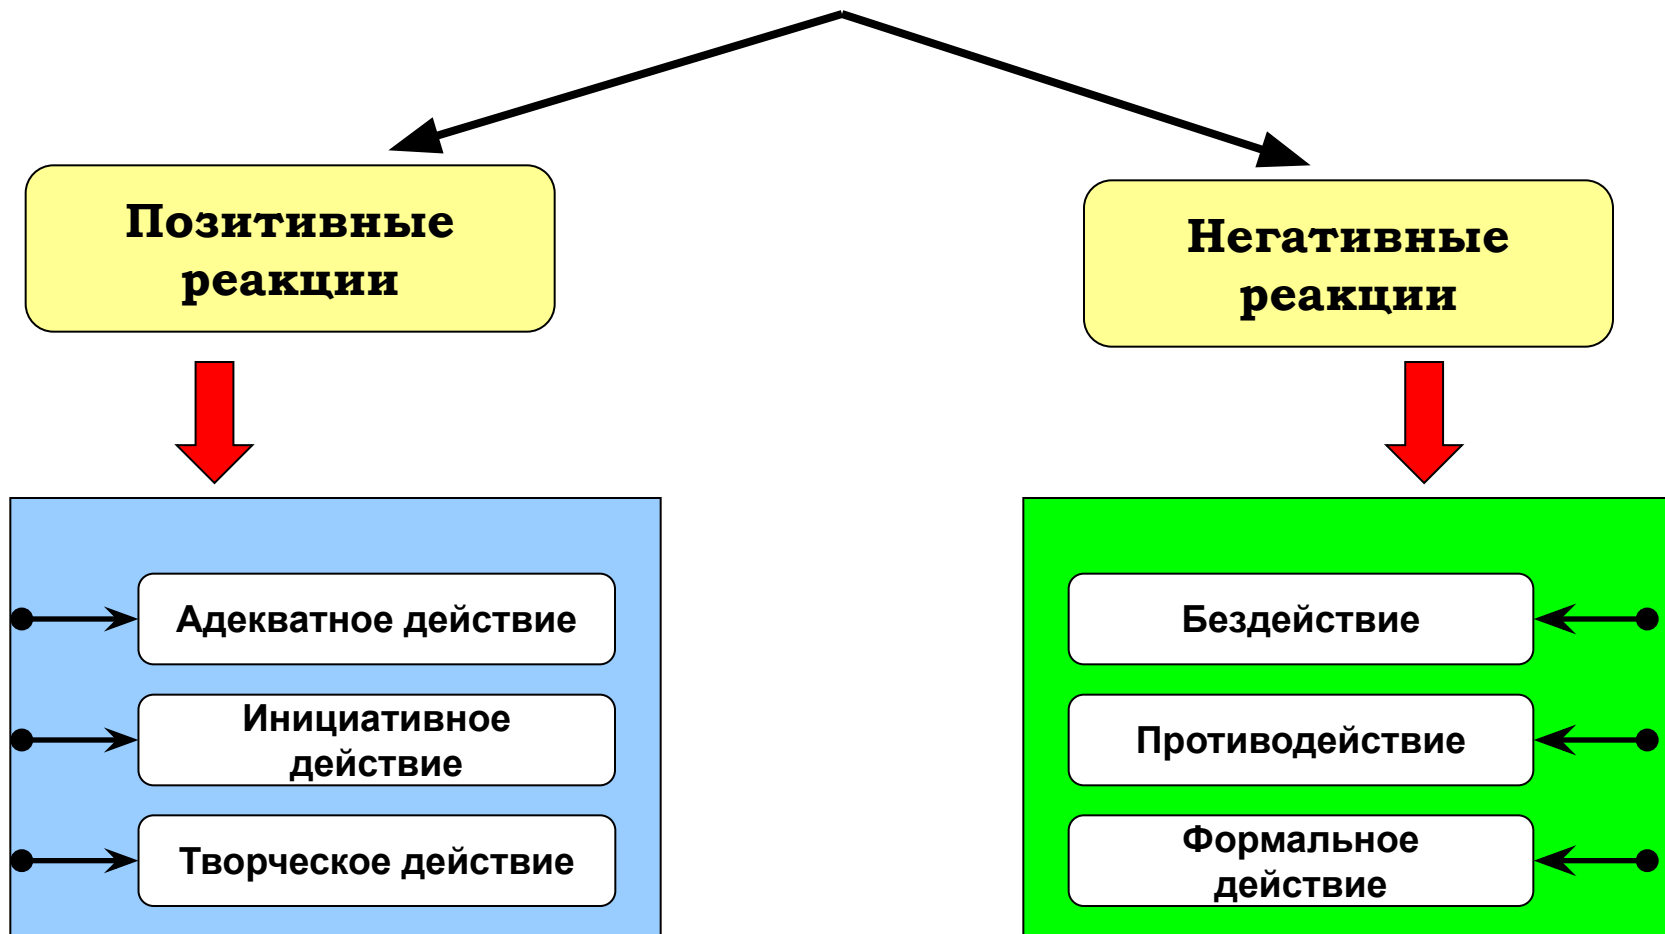 Позитивные
реакции
Негативные
реакции
Адекватное действие
Инициативное
действие
Творческое действие
Бездействие
Противодействие
Формальное
действие